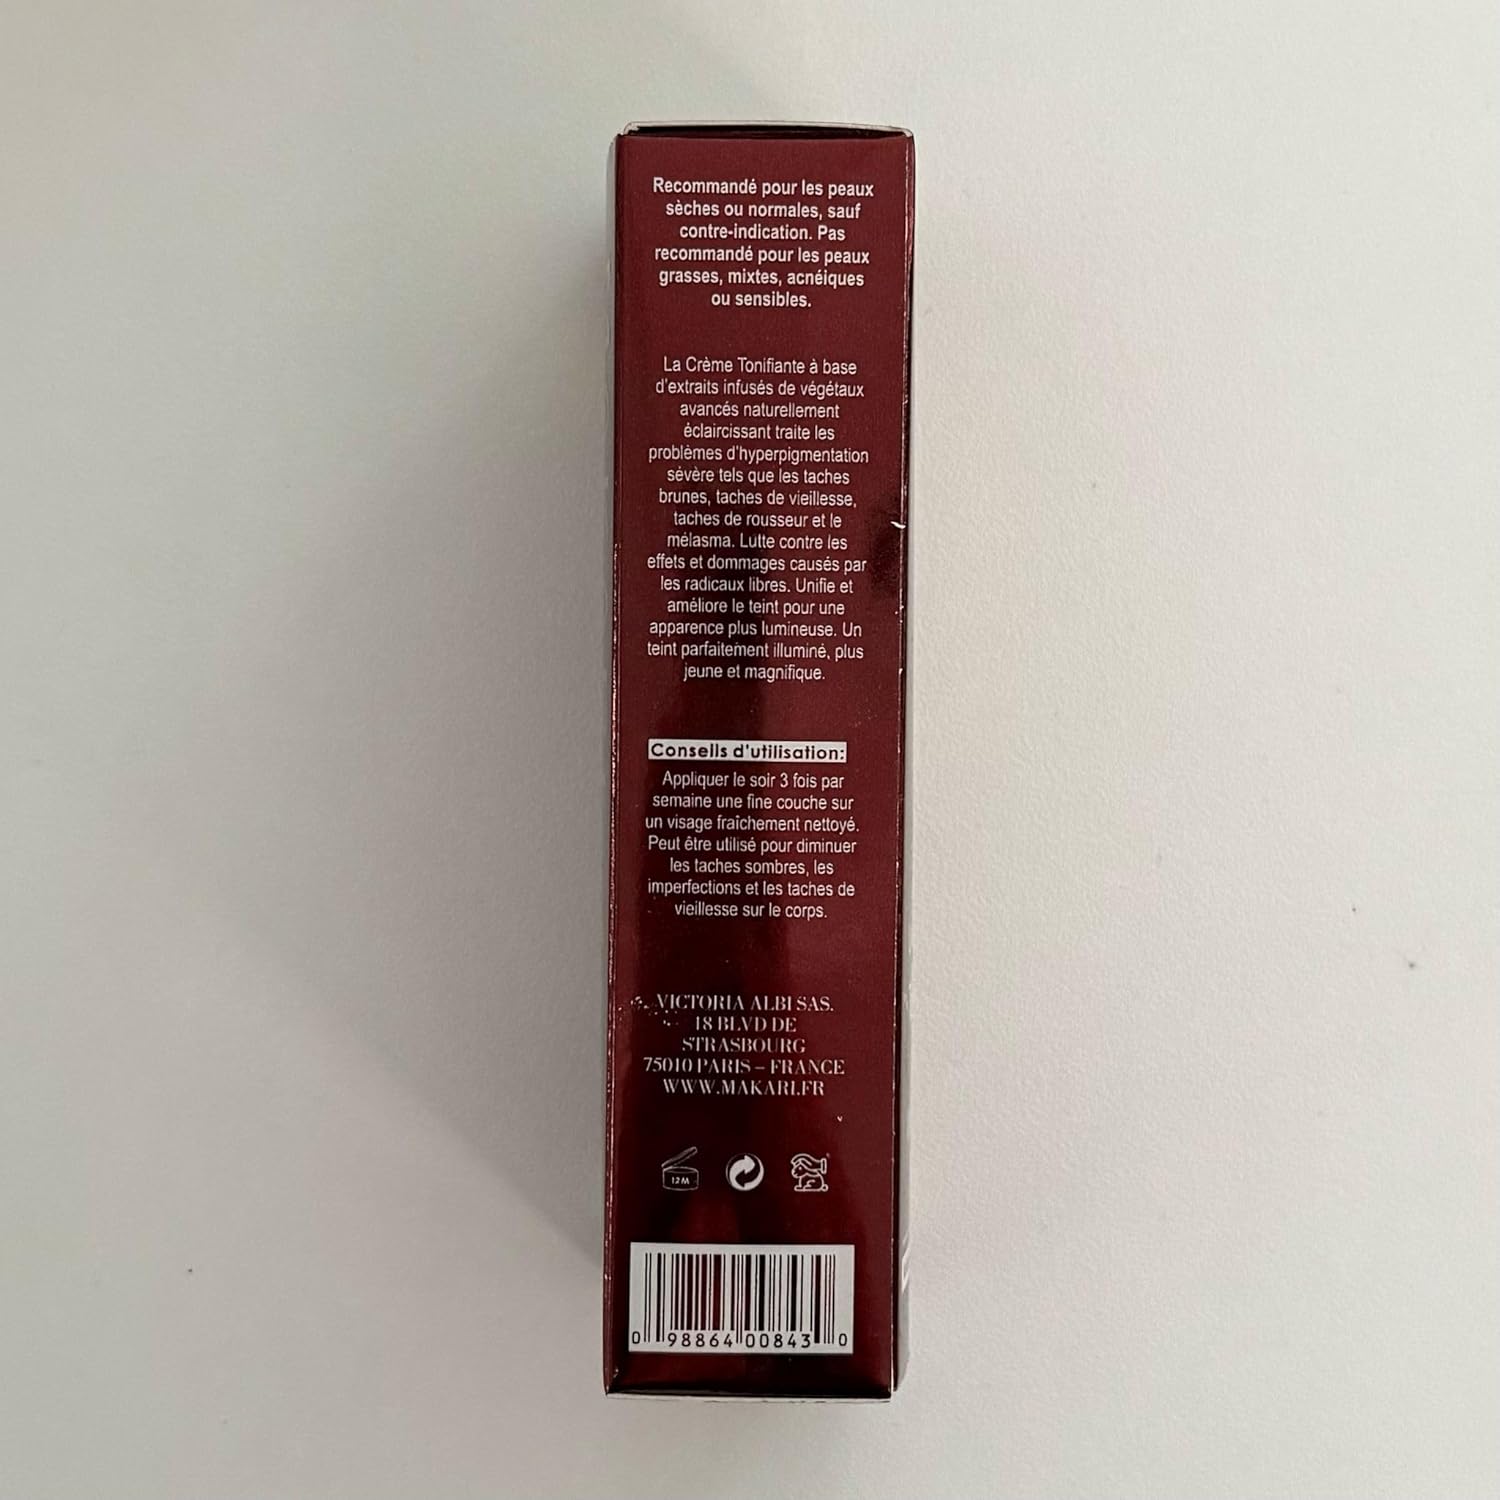 Recommandé pour les peaux
sèches ou normales, sauf
contre-indication. Pas
recommandé pour les peaux
grasses, mixtes, acnéiques
ou sensibles.
La Crème Tonifiante à base
d'extraits infusés de végétaux
avancés naturellement
éclaircissant traite les
problèmes d'hyperpigmentation
sévère tels que les taches
brunes, taches de vieillesse,
taches de rousseur et le
mélasma. Lutte contre les
effets et dommages causés par
les radicaux libres. Unifie et
améliore le teint pour une
apparence plus lumineuse. Un
teint parfaitement illuminé, plus
jeune et magnifique.
Conseils d'utilisation:
Appliquer le soir 3 fois par
semaine une fine couche sur
un visage fraîchement nettoyé.
Peut être utilisé pour diminuer
les taches sombres, les
imperfections et les taches de
vieillesse sur le corps.
VICTORIA ALBI SAS.
18 BLVD DE
STRASBOURG
75010 PARIS – FRANCE
WWW.MAKARI.FR
12M
0 98864 00843 0